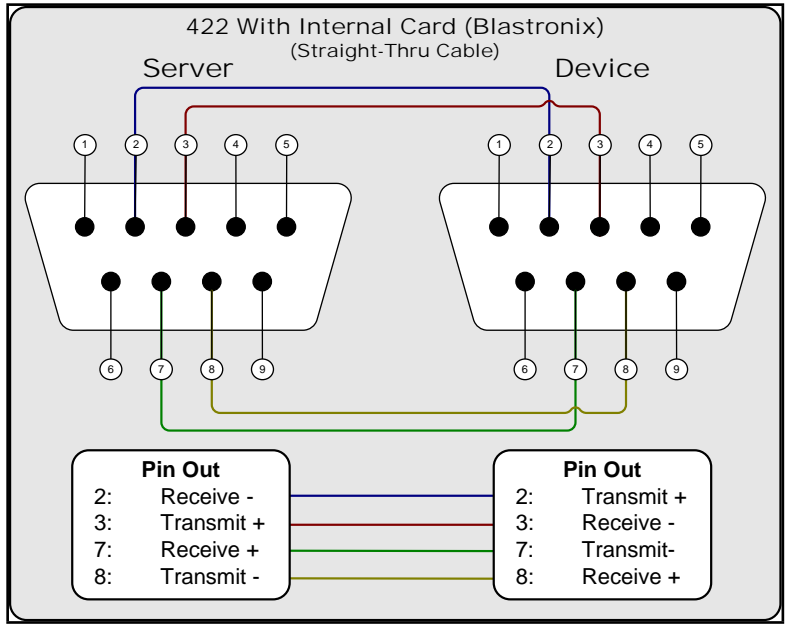 422 With Internal Card (Blastronix)
(Straight-Thru Cable)
Server Device
1 2 3 4 5 1 2 3 4 5
6 7 8 9 6 7 8 9
Pin Out
2: Receive -
3: Transmit +
7: Receive +
8: Transmit -
Pin Out
2: Transmit +
3: Receive -
7: Transmit-
8: Receive +